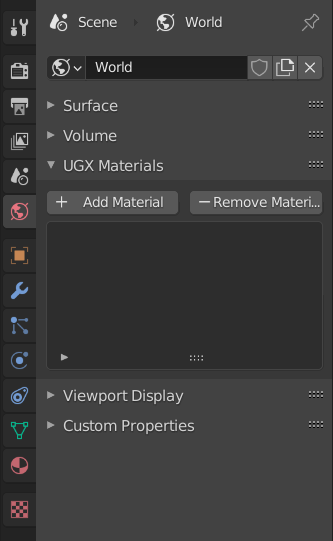 Scene World
World
Surface
Volume
UGX Materials
Add Material Remove Materi...
Viewport Display
Custom Properties